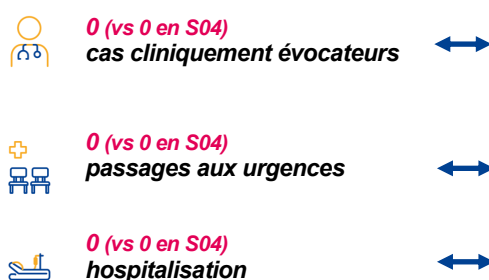 0 (vs 0 en S04)
cas cliniquement évocateurs
0 (vs 0 en S04)
passages aux urgences
0 (vs 0 en S04)
hospitalisation